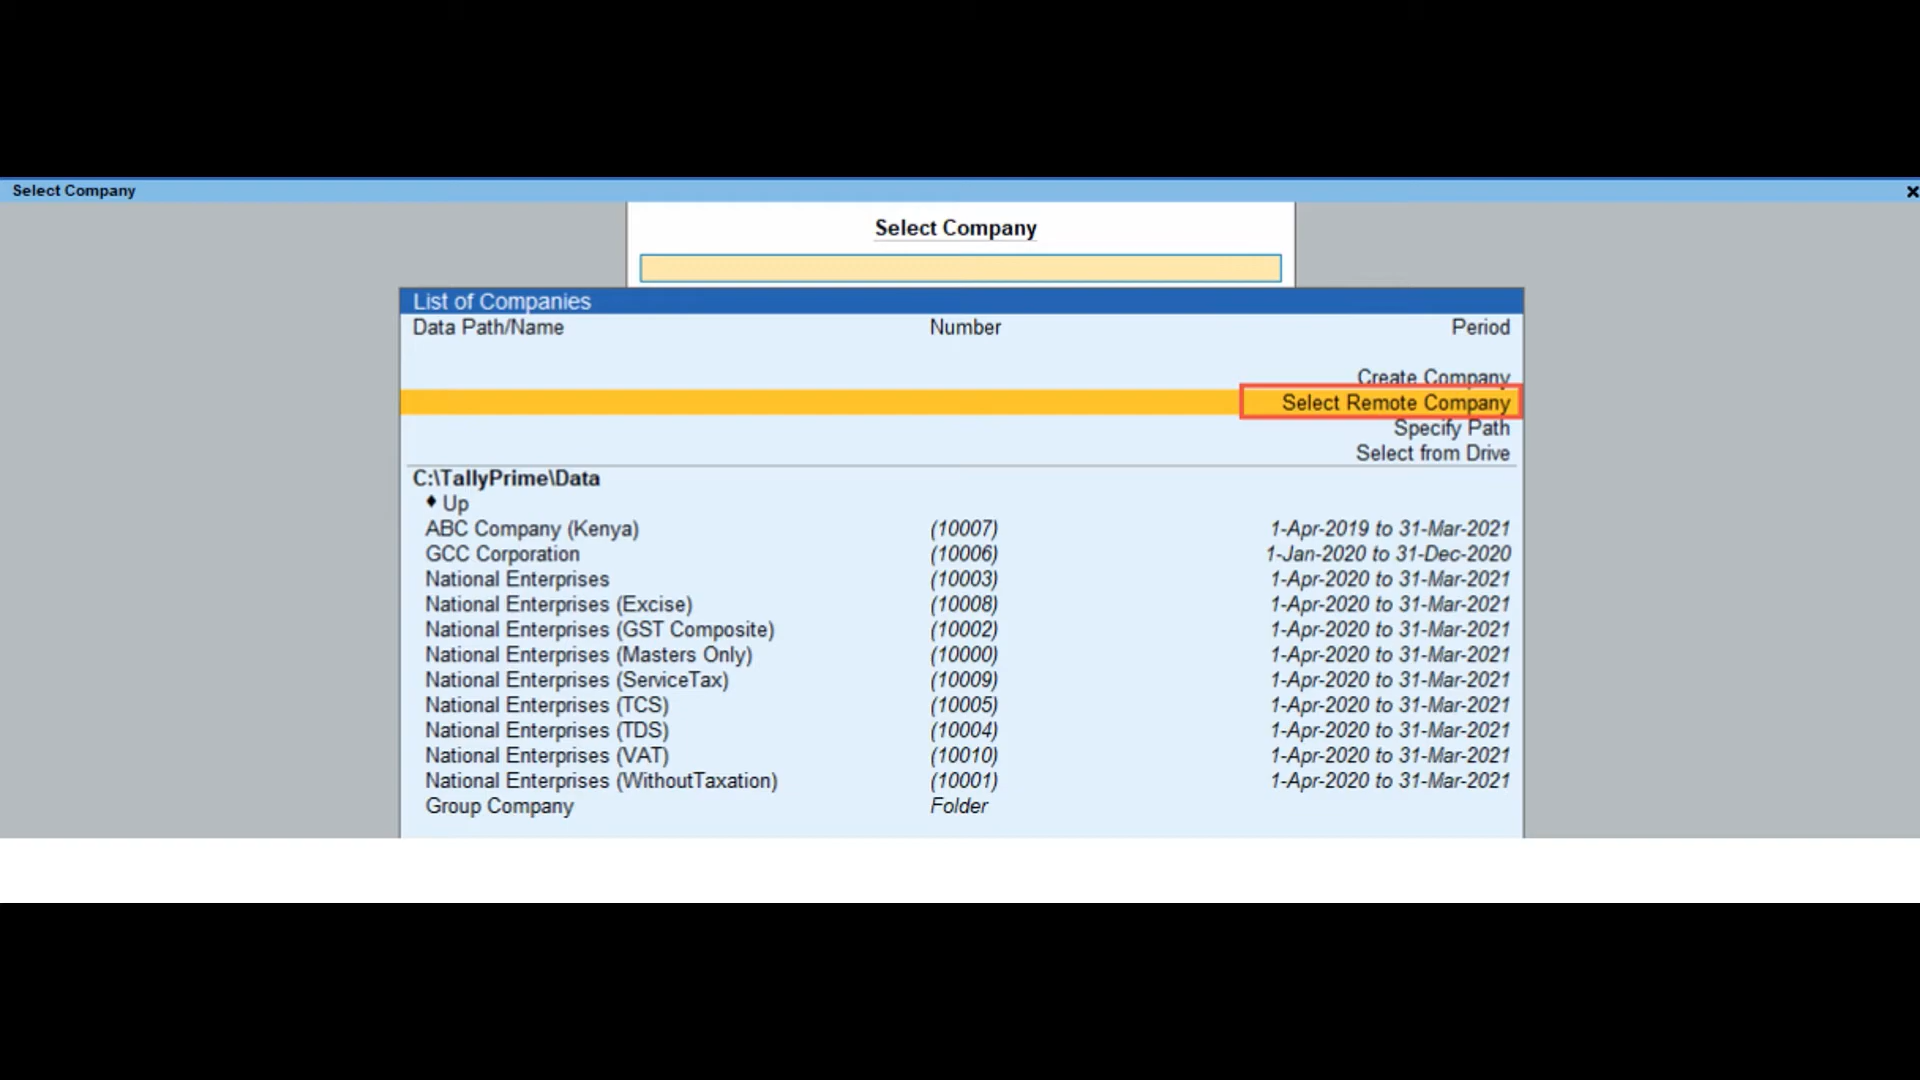 Select Company
Select Company
List of Companies
Data Path/Name Number Period
Create Company
Select Remote Company
Specify Path
Select from Drive
C:\TallyPrime\Data
♦ Up
ABC Company (Kenya) (10007) 1-Apr-2019 to 31-Mar-2021
GCC Corporation (10006) 1-Jan-2020 to 31-Dec-2020
National Enterprises (10003) 1-Apr-2020 to 31-Mar-2021
National Enterprises (Excise) (10008) 1-Apr-2020 to 31-Mar-2021
National Enterprises (GST Composite) (10002) 1-Apr-2020 to 31-Mar-2021
National Enterprises (Masters Only) (10000) 1-Apr-2020 to 31-Mar-2021
National Enterprises (ServiceTax) (10009) 1-Apr-2020 to 31-Mar-2021
National Enterprises (TCS) (10005) 1-Apr-2020 to 31-Mar-2021
National Enterprises (TDS) (10004) 1-Apr-2020 to 31-Mar-2021
National Enterprises (VAT) (10010) 1-Apr-2020 to 31-Mar-2021
National Enterprises (WithoutTaxation) (10001) 1-Apr-2020 to 31-Mar-2021
Group Company Folder